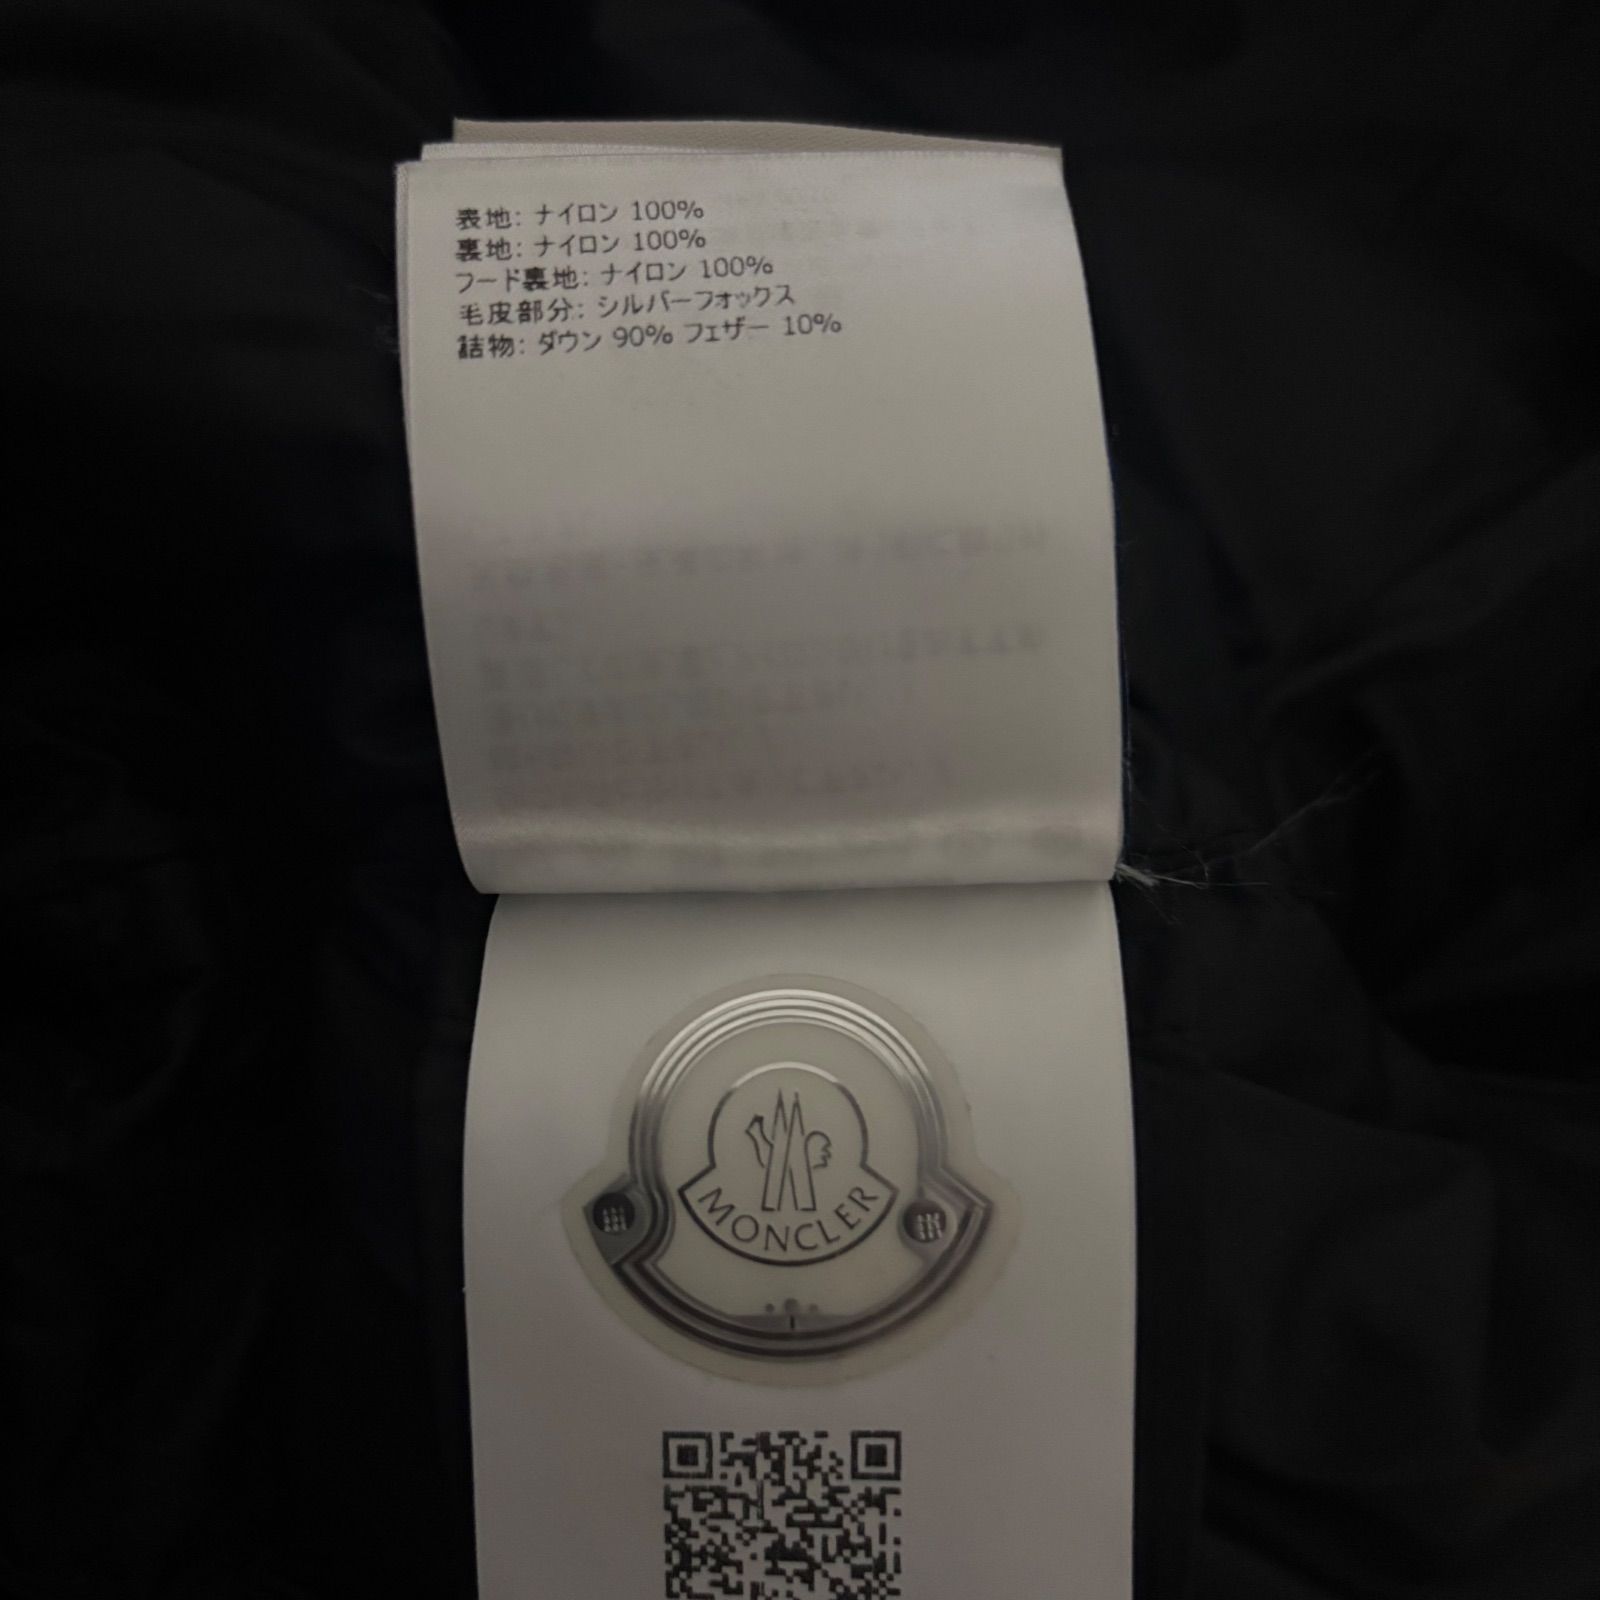 表地: ナイロン 100%
裏地: ナイロン 100%
フード裏地: ナイロン 100%
毛皮部分: シルバーフォックス
詰物: ダウン 90% フェザー 10%
MONCLER